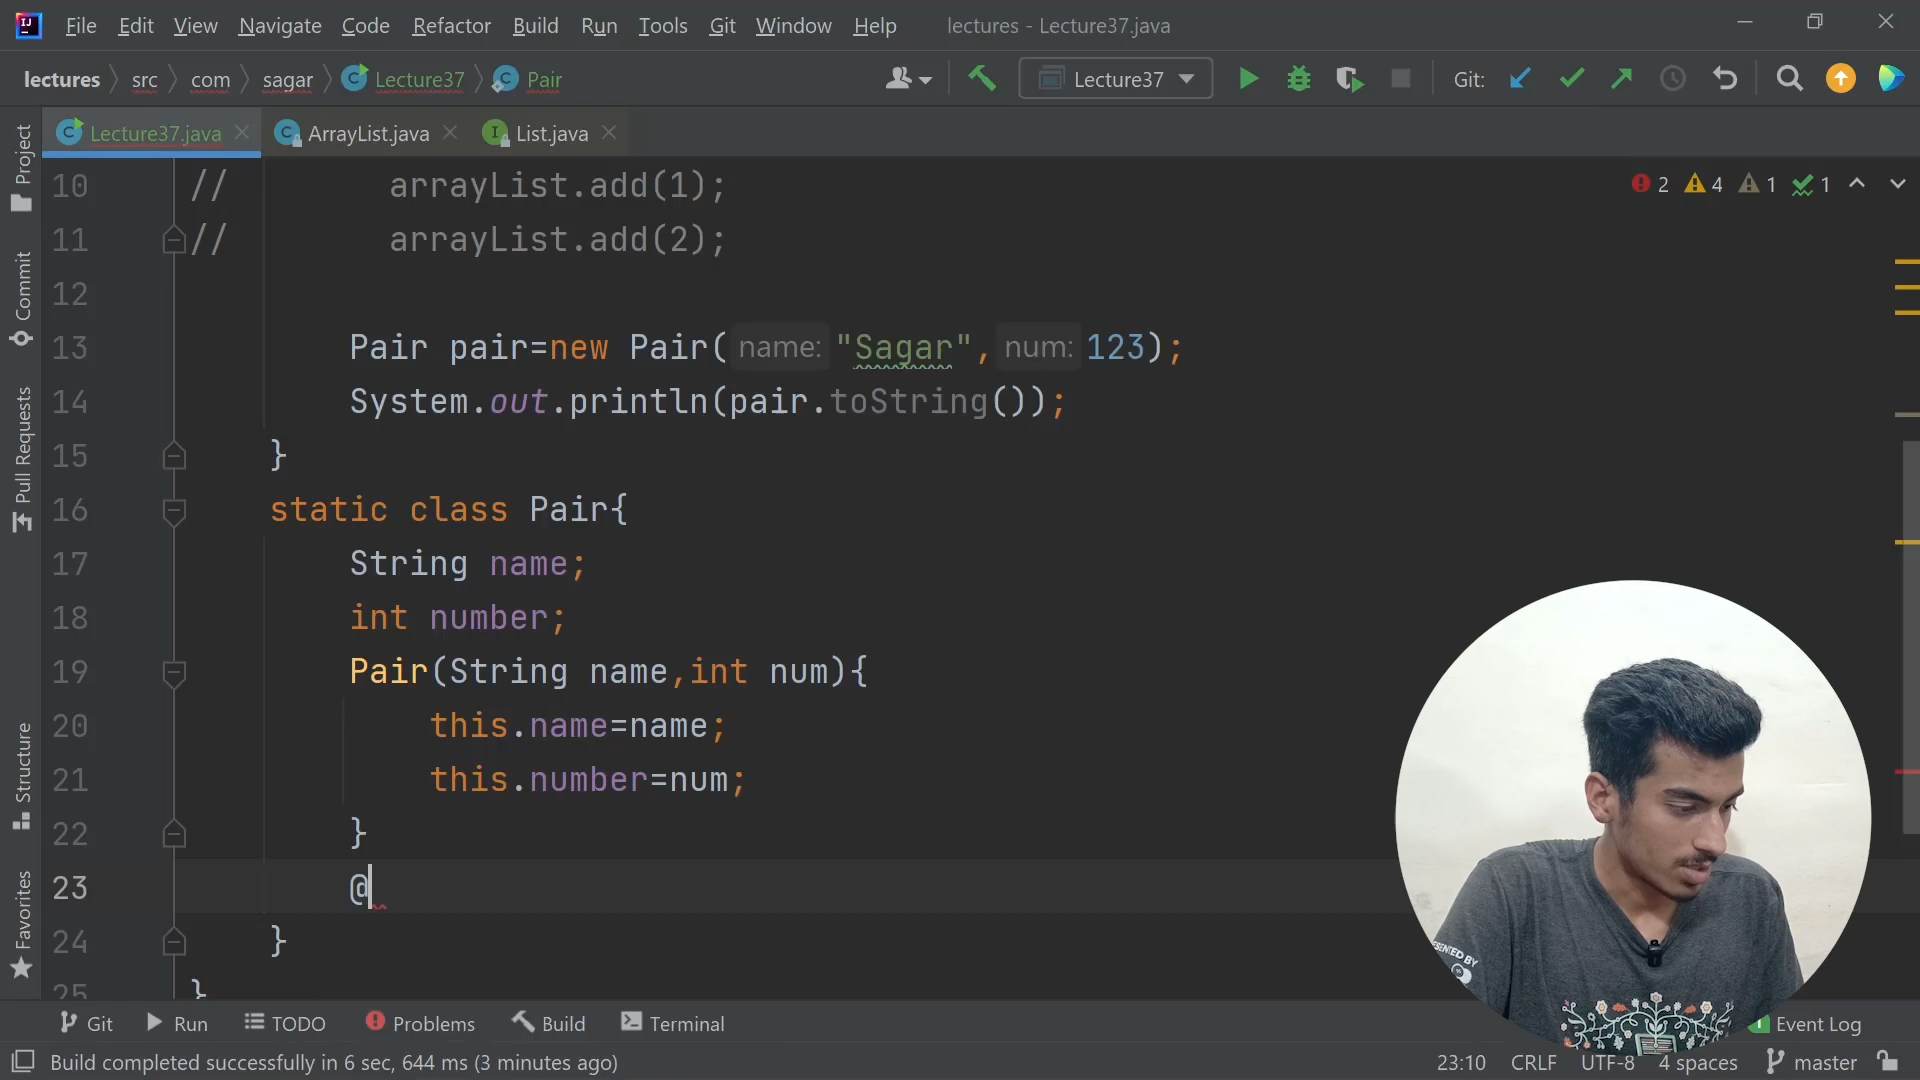 File Edit View Navigate Code Refactor Build Run Tools Git Window Help lectures - Lecture37.java
lectures src com sagar Lecture37 Pair Lecture37 Git:
Lecture37.java ArrayList.java List.java
Project
Commit
Pull Requests
Structure
Favorites
2 4 1 1
10 // arrayList.add(1);
11 // arrayList.add(2);
12
13 Pair pair=new Pair( name: "Sagar", num: 123);
14 System.out.println(pair.toString());
15 }
16 static class Pair{
17 String name;
18 int number;
19 Pair(String name,int num){
20 this.name=name;
21 this.number=num;
22 }
23 @
24 }
25 }
Git Run TODO Problems Build Terminal Event Log
Build completed successfully in 6 sec, 644 ms (3 minutes ago) 23:10 CRLF UTF-8 4 spaces master